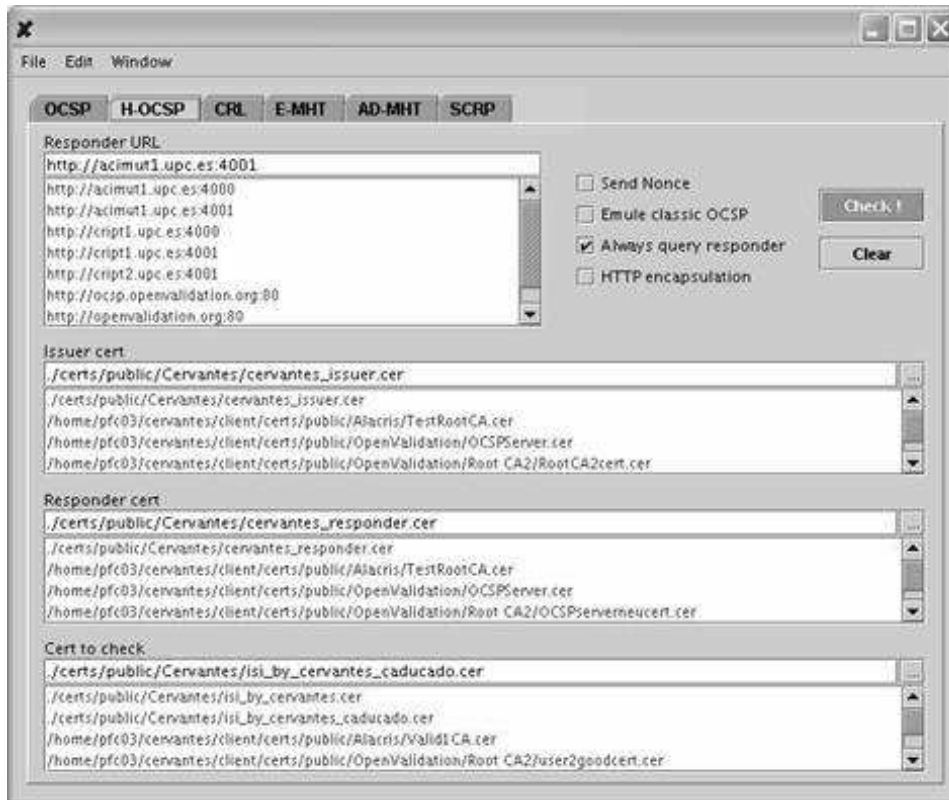 File Edit Window
OCSP H-OCSP CRL E-MHT AD-MHT SCRP
Responder URL
http://acimut1.upc.es:4001
http://acimut1.upc.es:4000
http://acimut1.upc.es:4001
http://cript1.upc.es:4000
http://cript1.upc.es:4001
http://cript2.upc.es:4001
http://ocsp.openvalidation.org:80
http://openvalidation.org:80
Send Nonce
Emule classic OCSP
Always query responder
HTTP encapsulation
Check !
Clear
Issuer cert
./certs/public/Cervantes/cervantes_issuer.cer
...
./certs/public/Cervantes/cervantes_issuer.cer
/home/pfc03/cervantes/client/certs/public/Alacris/TestRootCA.cer
/home/pfc03/cervantes/client/certs/public/OpenValidation/OCSPServer.cer
/home/pfc03/cervantes/client/certs/public/OpenValidation/Root CA2/RootCA2cert.cer
Responder cert
./certs/public/Cervantes/cervantes_responder.cer
...
./certs/public/Cervantes/cervantes_responder.cer
/home/pfc03/cervantes/client/certs/public/Alacris/TestRootCA.cer
/home/pfc03/cervantes/client/certs/public/OpenValidation/OCSPServer.cer
/home/pfc03/cervantes/client/certs/public/OpenValidation/Root CA2/OCSPServerneucert.cer
Cert to check
./certs/public/Cervantes/isi_by_cervantes_caducado.cer
...
./certs/public/Cervantes/isi_by_cervantes.cer
./certs/public/Cervantes/isi_by_cervantes_caducado.cer
/home/pfc03/cervantes/client/certs/public/Alacris/Valid1CA.cer
/home/pfc03/cervantes/client/certs/public/OpenValidation/Root CA2/user2goodcert.cer